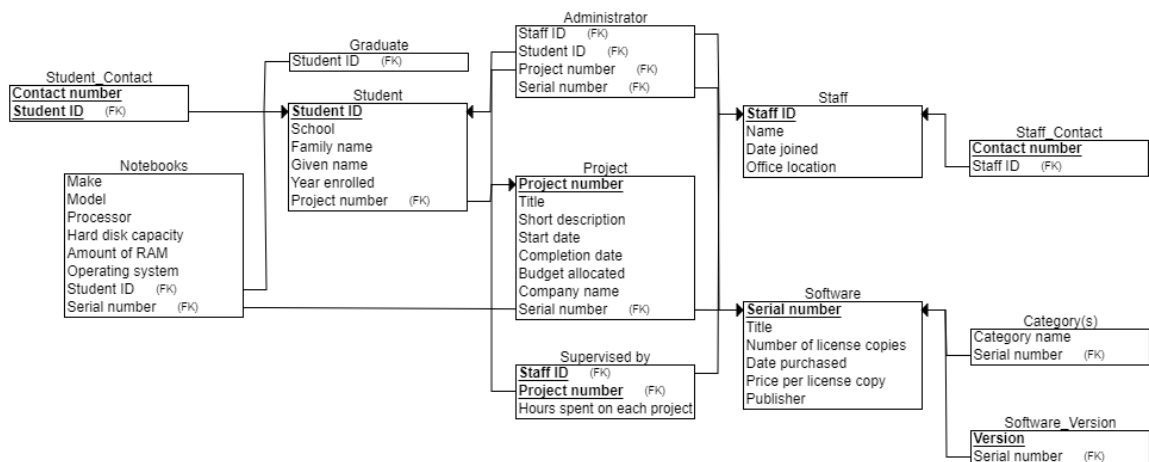 Administrator
Staff ID (FK)
Student ID (FK)
Project number (FK)
Serial number (FK)
Graduate
Student ID (FK)
Student_Contact
Contact number
Student ID (FK)
Student
Student ID
School
Family name
Given name
Year enrolled
Project number (FK)
Staff
Staff ID
Name
Date joined
Office location
Staff_Contact
Contact number
Staff ID (FK)
Notebooks
Make
Model
Processor
Hard disk capacity
Amount of RAM
Operating system
Student ID (FK)
Serial number (FK)
Project
Project number
Title
Short description
Start date
Completion date
Budget allocated
Company name
Serial number (FK)
Software
Serial number
Title
Number of license copies
Date purchased
Price per license copy
Publisher
Category(s)
Category name
Serial number (FK)
Supervised by
Staff ID (FK)
Project number (FK)
Hours spent on each project
Software_Version
Version
Serial number (FK)